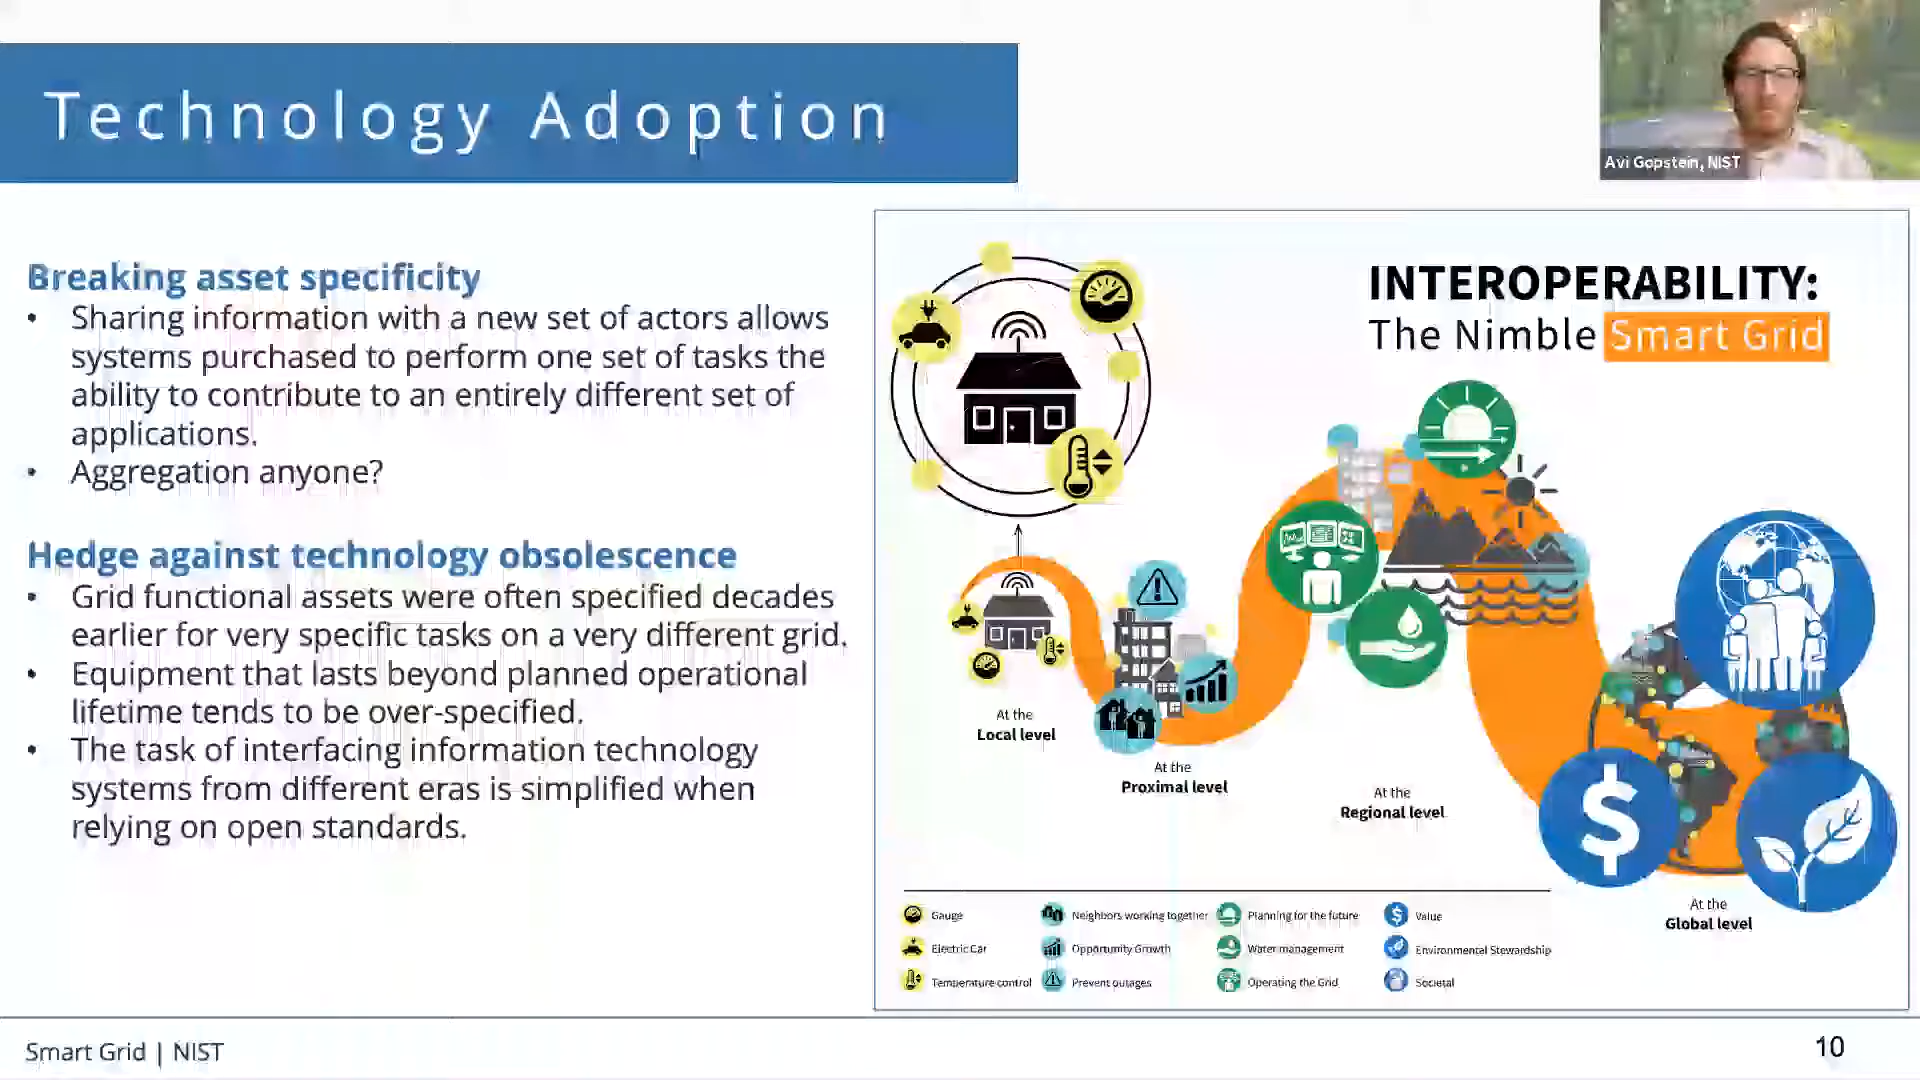 Technology Adoption
Avi Gopstein, NIST
Breaking asset specificity
• Sharing information with a new set of actors allows
systems purchased to perform one set of tasks the
ability to contribute to an entirely different set of
applications.
• Aggregation anyone?
Hedge against technology obsolescence
• Grid functional assets were often specified decades
earlier for very specific tasks on a very different grid.
• Equipment that lasts beyond planned operational
lifetime tends to be over-specified.
• The task of interfacing information technology
systems from different eras is simplified when
relying on open standards.
INTEROPERABILITY:
The Nimble Smart Grid
At the
Local level
At the
Proximal level
At the
Regional level
At the
Global level
$
Gauge
Electric Car
Temperature control
Neighbors working together
Opportunity Growth
Prevent outages
Planning for the future
Water management
Operating the Grid
Value
Environmental Stewardship
Societal
Smart Grid | NIST
10